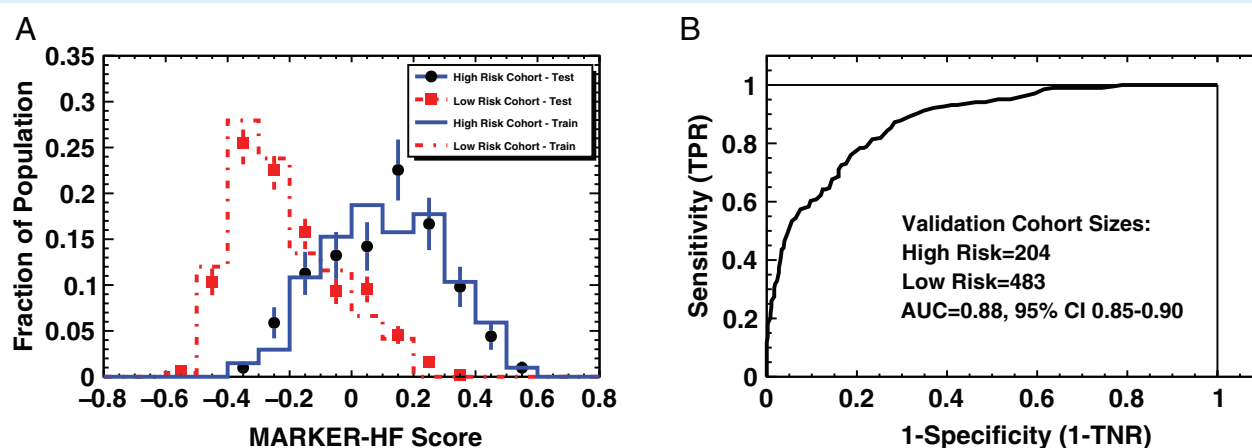 A
Fraction of Population
0.35
0.3
0.25
0.2
0.15
0.1
0.05
0
High Risk Cohort - Test
Low Risk Cohort - Test
High Risk Cohort - Train
Low Risk Cohort - Train
−0.8 −0.6 −0.4 −0.2 0 0.2 0.4 0.6 0.8
MARKER-HF Score
B
Sensitivity (TPR)
1
0.8
0.6
0.4
0.2
0
Validation Cohort Sizes:
High Risk=204
Low Risk=483
AUC=0.88, 95% CI 0.85-0.90
0 0.2 0.4 0.6 0.8 1
1-Specificity (1-TNR)